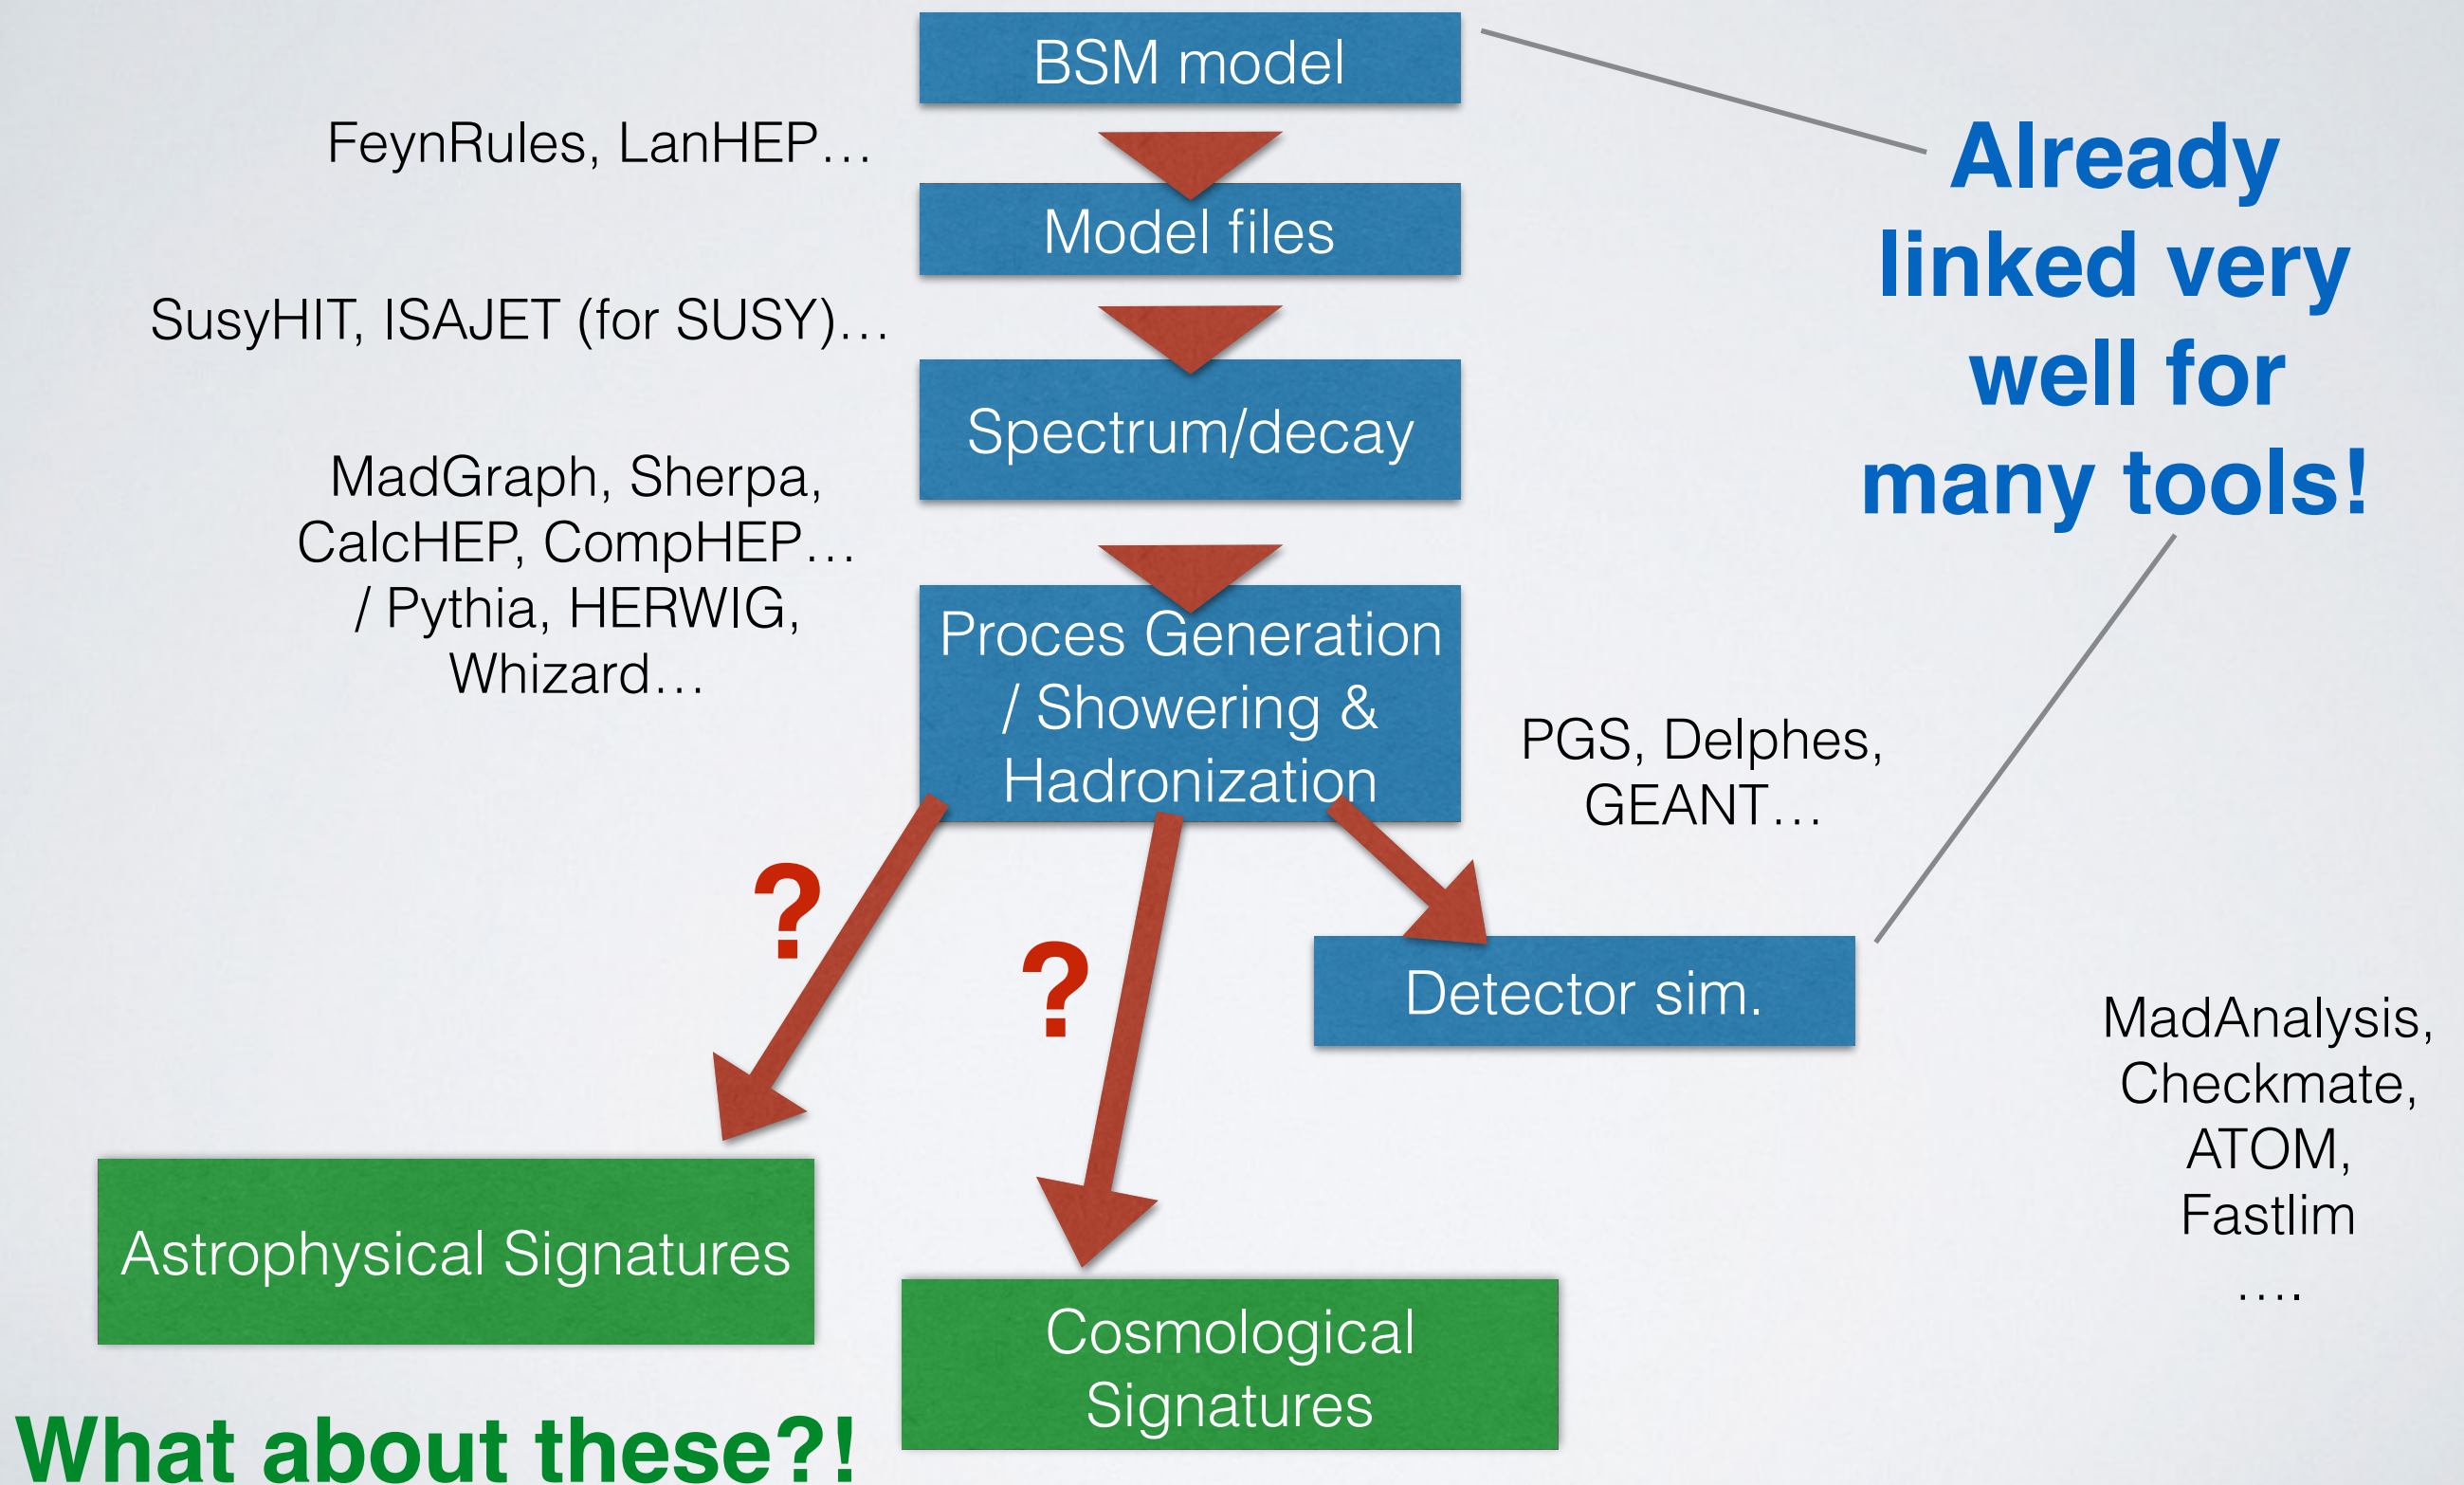 BSM model
FeynRules, LanHEP…
Already
linked very
well for
many tools!
Model files
SusyHIT, ISAJET (for SUSY)…
Spectrum/decay
MadGraph, Sherpa,
CalcHEP, CompHEP…
/ Pythia, HERWIG,
Whizard…
Proces Generation
/ Showering &
Hadronization
PGS, Delphes,
GEANT…
?
?
Detector sim.
MadAnalysis,
Checkmate,
ATOM,
Fastlim
….
Astrophysical Signatures
Cosmological
Signatures
What about these?!